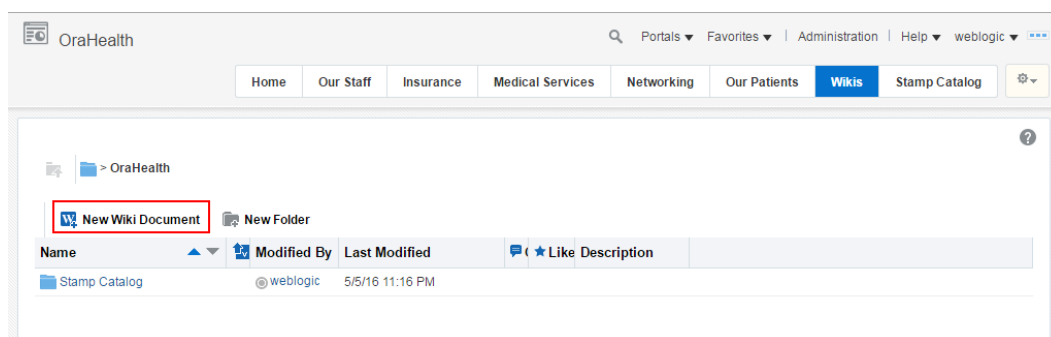 OraHealth
Portals Favorites Administration Help weblogic
Home Our Staff Insurance Medical Services Networking Our Patients Wikis Stamp Catalog
> OraHealth
New Wiki Document New Folder
Name Modified By Last Modified Like Description
Stamp Catalog weblogic 5/5/16 11:16 PM